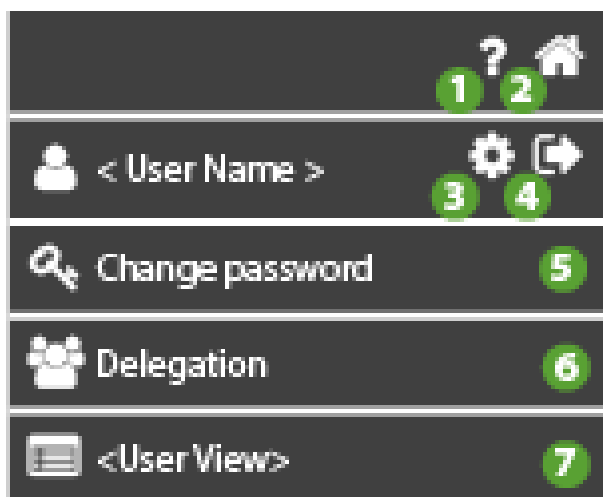 ?
1 2
< User Name >
3 4
Change password 5
Delegation 6
<User View> 7